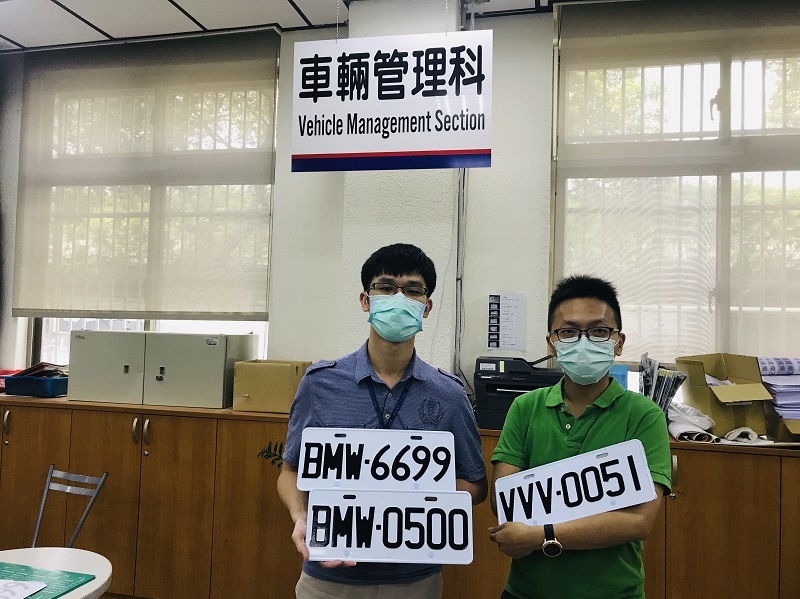 車輛管理科
Vehicle Management Section
BMW-6699
BMW-0500
VVV-0051